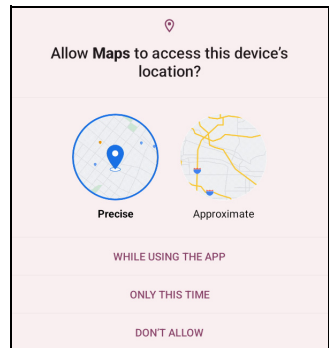 Allow Maps to access this device's
location?
Precise
Approximate
WHILE USING THE APP
ONLY THIS TIME
DON'T ALLOW